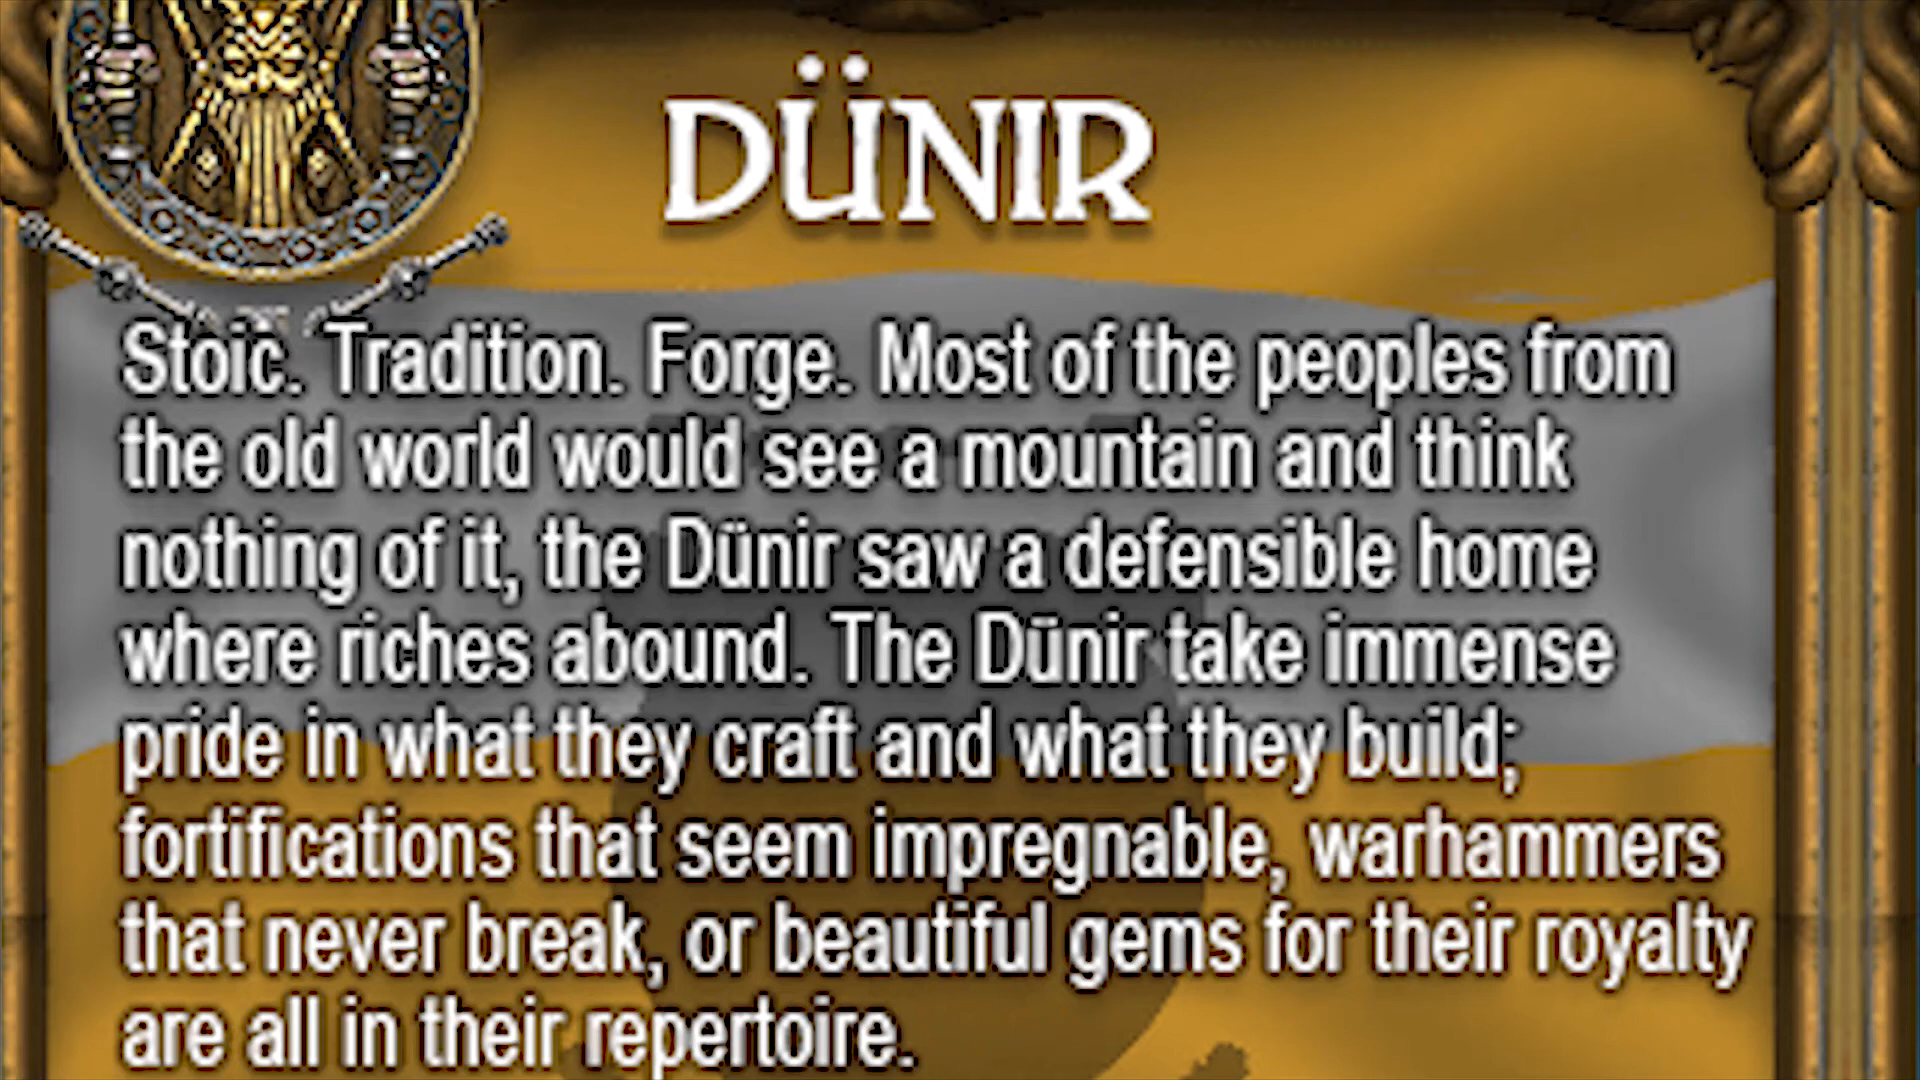 DÜNIR
Stoic. Tradition. Forge. Most of the peoples from
the old world would see a mountain and think
nothing of it, the Dünir saw a defensible home
where riches abound. The Dūnir take immense
pride in what they craft and what they build;
fortifications that seem impregnable, warhammers
that never break, or beautiful gems for their royalty
are all in their repertoire.